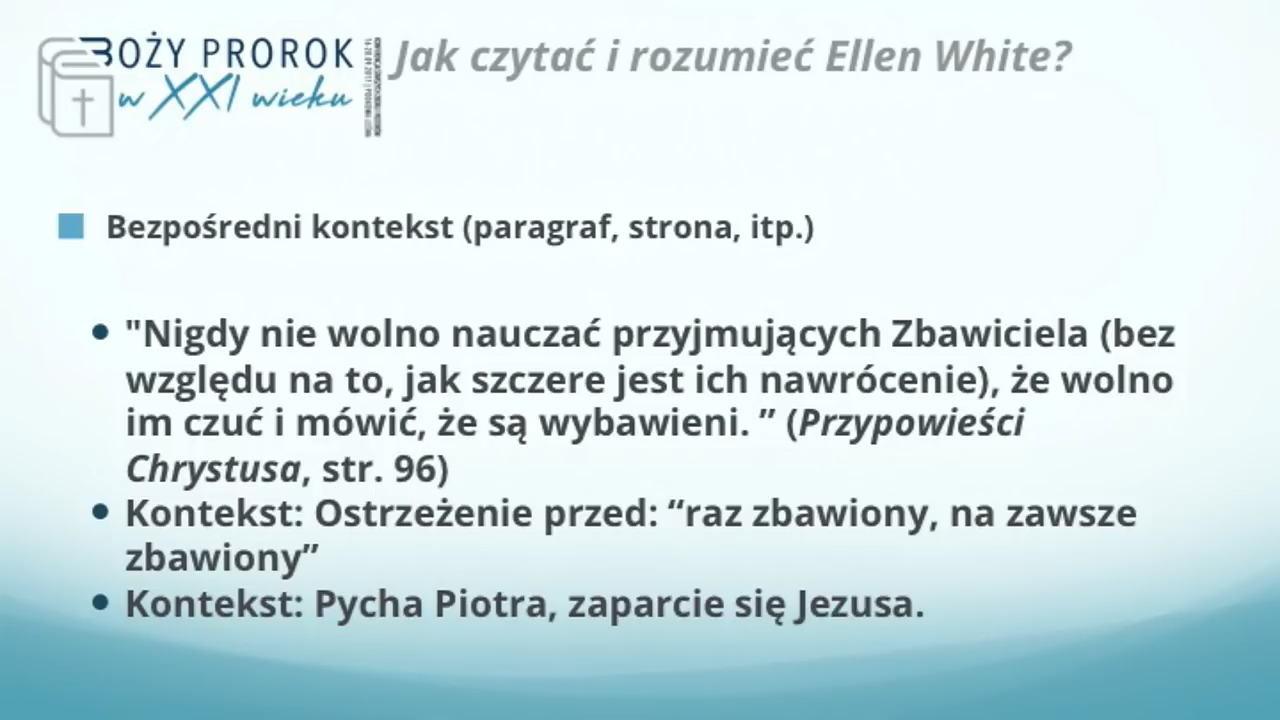 BOŻY PROROK
w XXI wieku
Jak czytać i rozumieć Ellen White?
Bezpośredni kontekst (paragraf, strona, itp.)
"Nigdy nie wolno nauczać przyjmujących Zbawiciela (bez
względu na to, jak szczere jest ich nawrócenie), że wolno
im czuć i mówić, że są wybawieni. ” (Przypowieści
Chrystusa, str. 96)
Kontekst: Ostrzeżenie przed: “raz zbawiony, na zawsze
zbawiony”
Kontekst: Pycha Piotra, zaparcie się Jezusa.